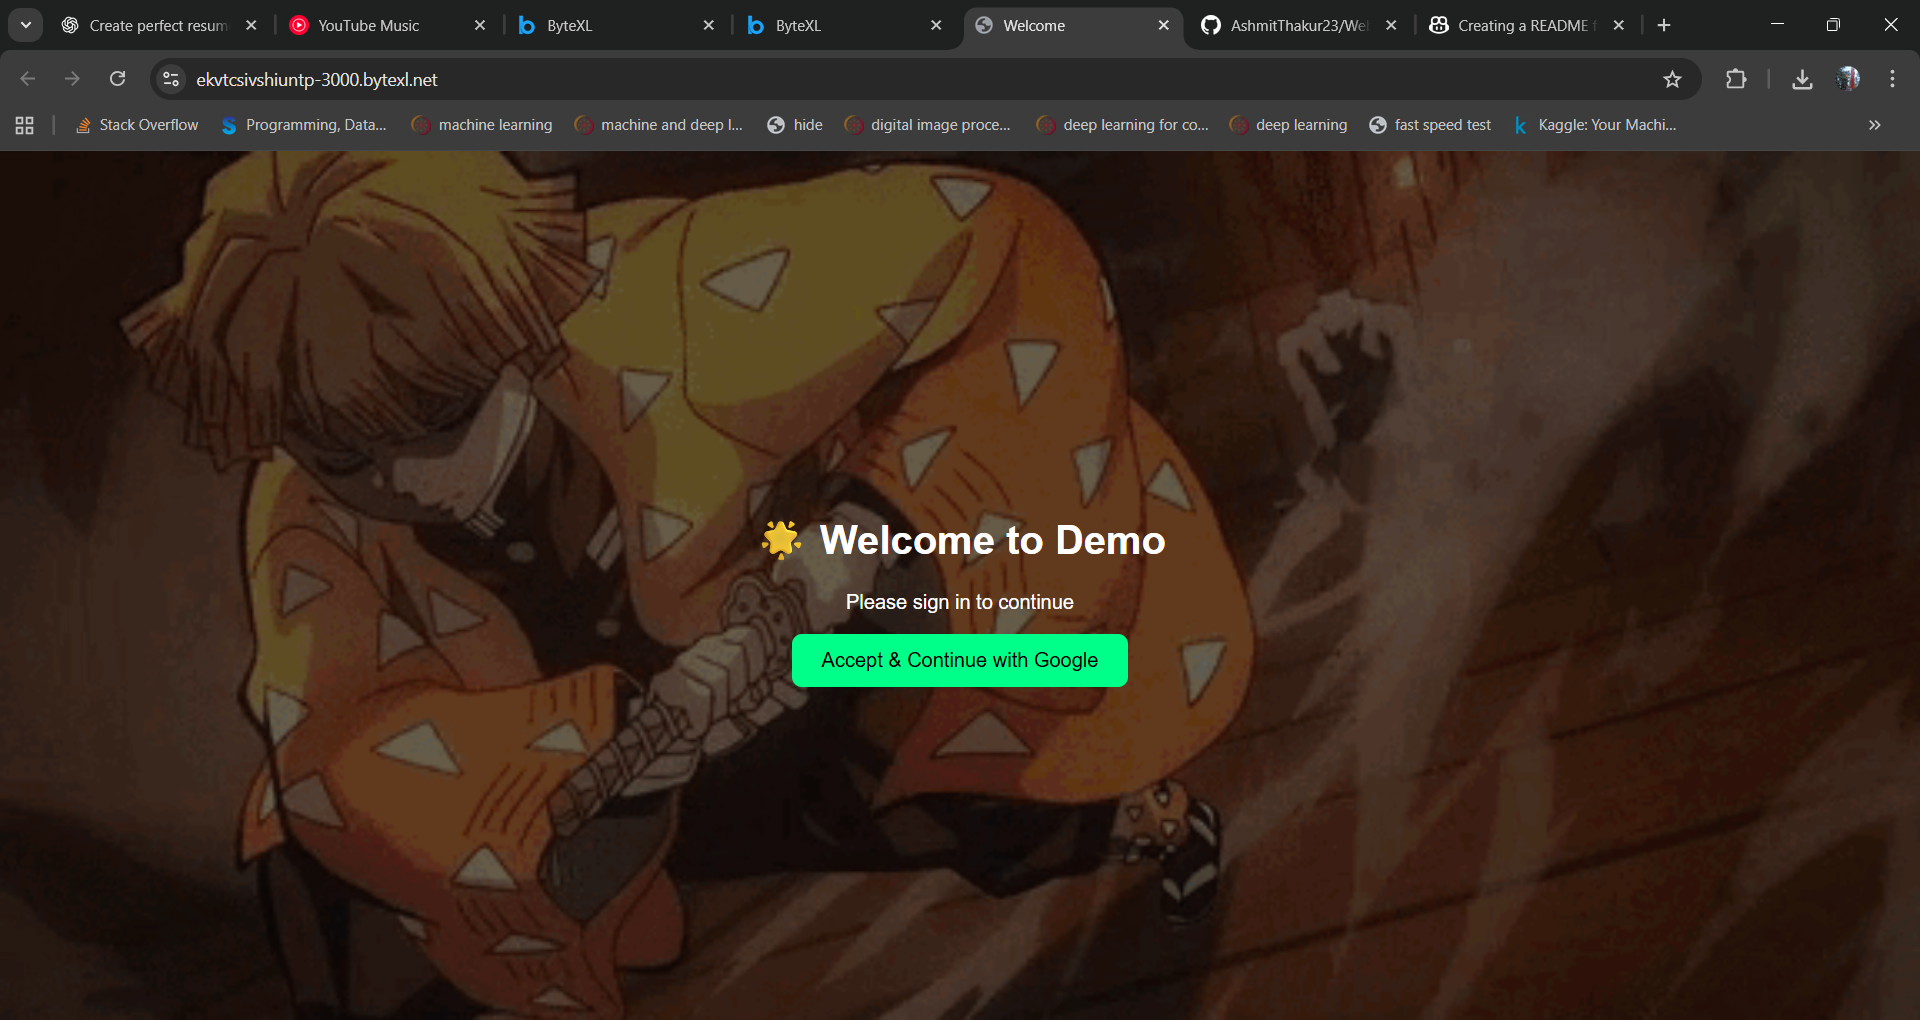 Create perfect resum
YouTube Music
ByteXL
ByteXL
Welcome
AshmitThakur23/We
Creating a README f
ekvtcsivshiuntp-3000.bytexl.net
Stack Overflow
Programming, Data...
machine learning
machine and deep l...
hide
digital image proce...
deep learning for co...
deep learning
fast speed test
Kaggle: Your Machi...
🌟 Welcome to Demo
Please sign in to continue
Accept & Continue with Google